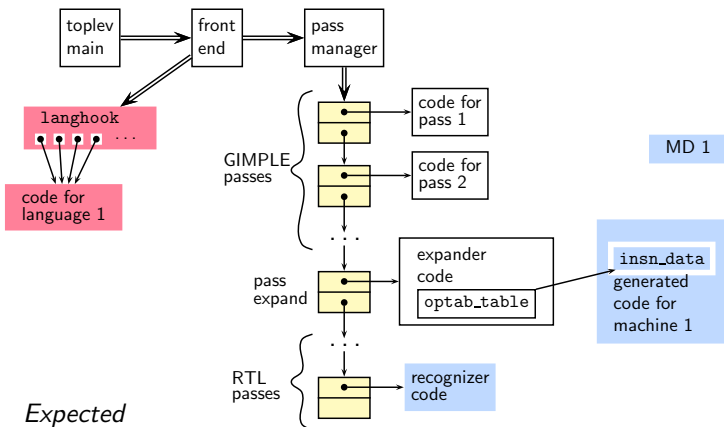 toplev
main
front
end
pass
manager
langhook
. . .
code for
language 1
GIMPLE
passes
code for
pass 1
code for
pass 2
MD 1
. . .
pass
expand
expander
code
optab_table
insn_data
generated
code for
machine 1
. . .
RTL
passes
recognizer
code
Expected